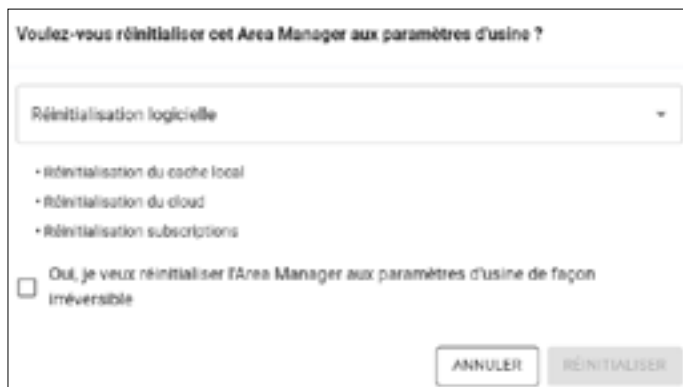 Voulez-vous réinitialiser cet Area Manager aux paramètres d'usine ?
Réinitialisation logicielle
• Réinitialisation du cache local
• Réinitialisation du cloud
• Réinitialisation subscriptions
Oui, je veux réinitialiser l'Area Manager aux paramètres d'usine de façon
irréversible
ANNULER RÉINITIALISER